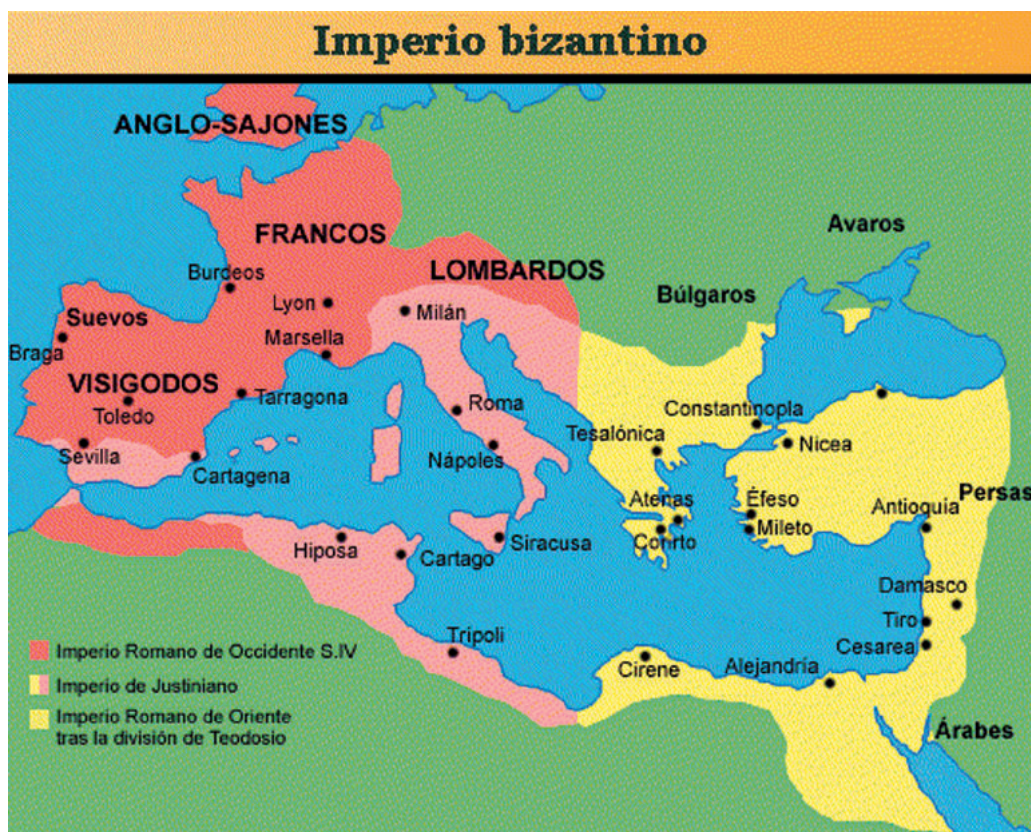 Imperio bizantino
ANGLO-SAJONES
FRANCOS
Avaros
LOMBARDOS
Burdeos
Búlgaros
Lyon
Milán
Suevos
Marsella
Braga
VISIGODOS
Tarragona
Toledo
Roma
Constantinopla
Tesalónica
Nicea
Sevilla
Nápoles
Cartagena
Persas
Atenas
Éfeso
Antioquía
Mileto
Hiposa
Cartago
Siracusa
Corirto
Damasco
Tiro
Trípoli
Cesarea
Cirene
Alejandría
Árabes
Imperio Romano de Occidente S.IV
Imperio de Justiniano
Imperio Romano de Oriente
tras la división de Teodosio